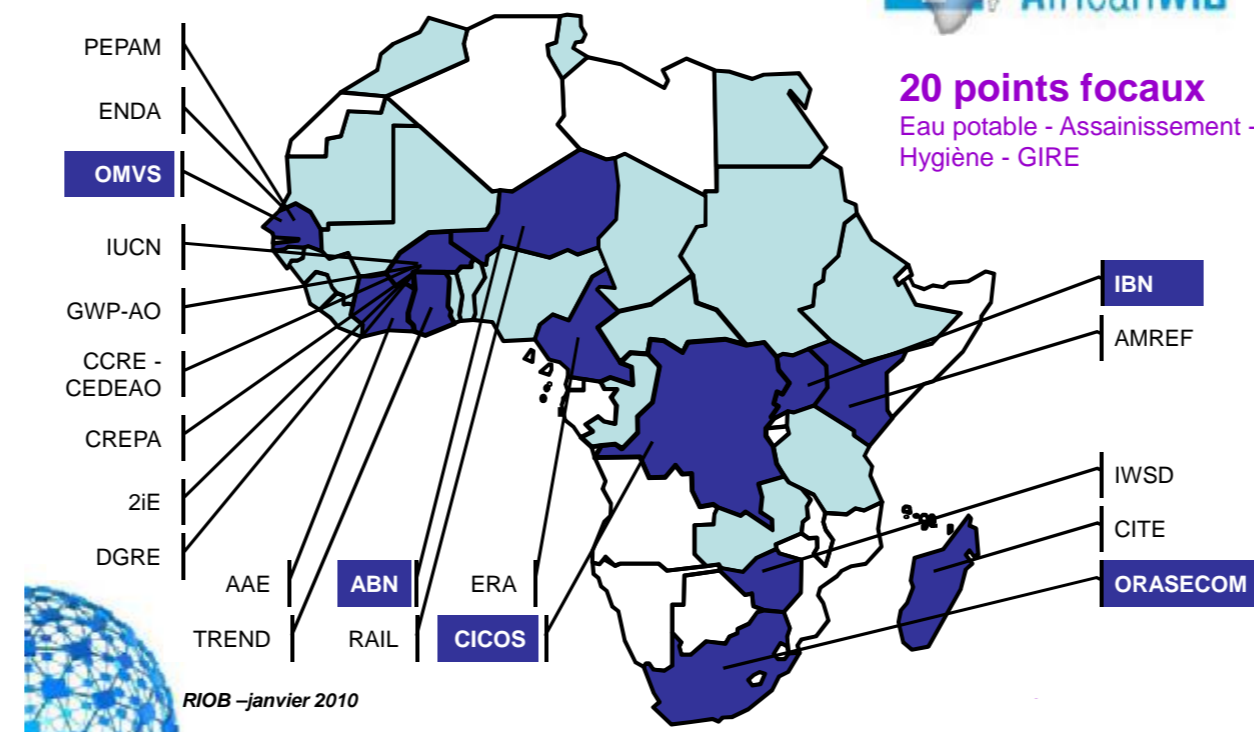 AfricanWIB
20 points focaux
Eau potable - Assainissement -
Hygiène - GIRE
PEPAM
ENDA
OMVS
IUCN
GWP-AO
CCRE -
CEDEAO
CREPA
2iE
DGRE
AAE
ABN
ERA
TREND
RAIL
CICOS
IBN
AMREF
IWSD
CITE
ORASECOM
RIOB –janvier 2010